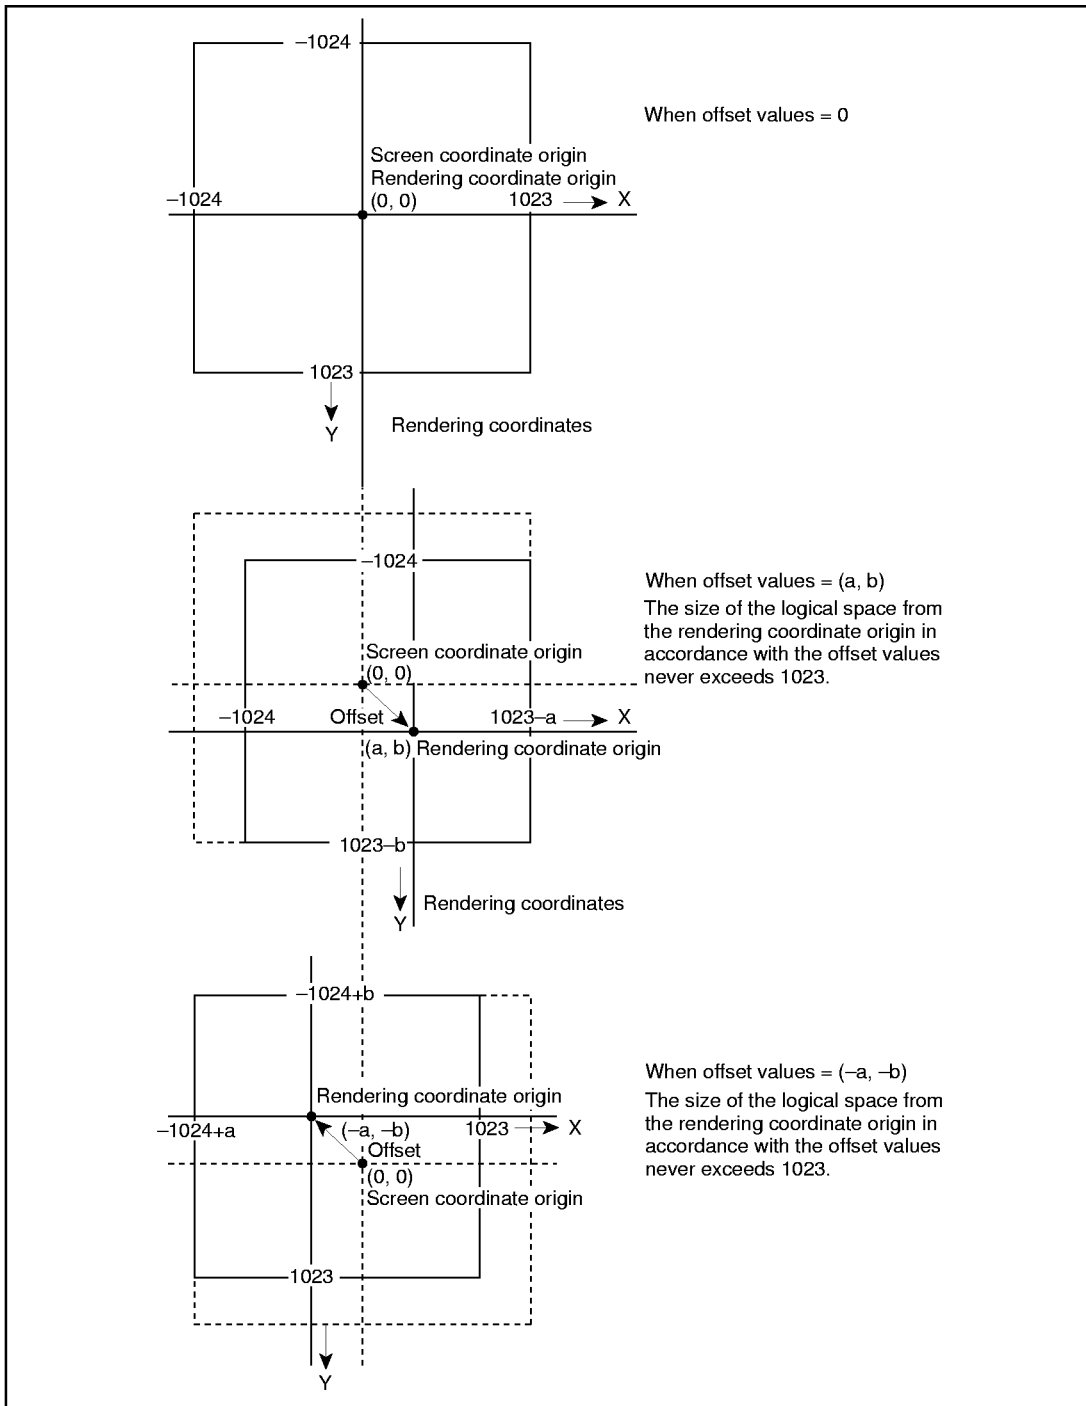 –1024
When offset values = 0
Screen coordinate origin
Rendering coordinate origin
–1024
(0, 0)
1023
X
1023
Y
Rendering coordinates
–1024
When offset values = (a, b)
The size of the logical space from
the rendering coordinate origin in
accordance with the offset values
never exceeds 1023.
Screen coordinate origin
(0, 0)
–1024
Offset
1023–a
X
(a, b) Rendering coordinate origin
1023–b
Y
Rendering coordinates
–1024+b
When offset values = (–a, –b)
The size of the logical space from
the rendering coordinate origin in
accordance with the offset values
never exceeds 1023.
Rendering coordinate origin
–1024+a
(–a, –b)
1023
X
Offset
(0, 0)
Screen coordinate origin
1023
Y